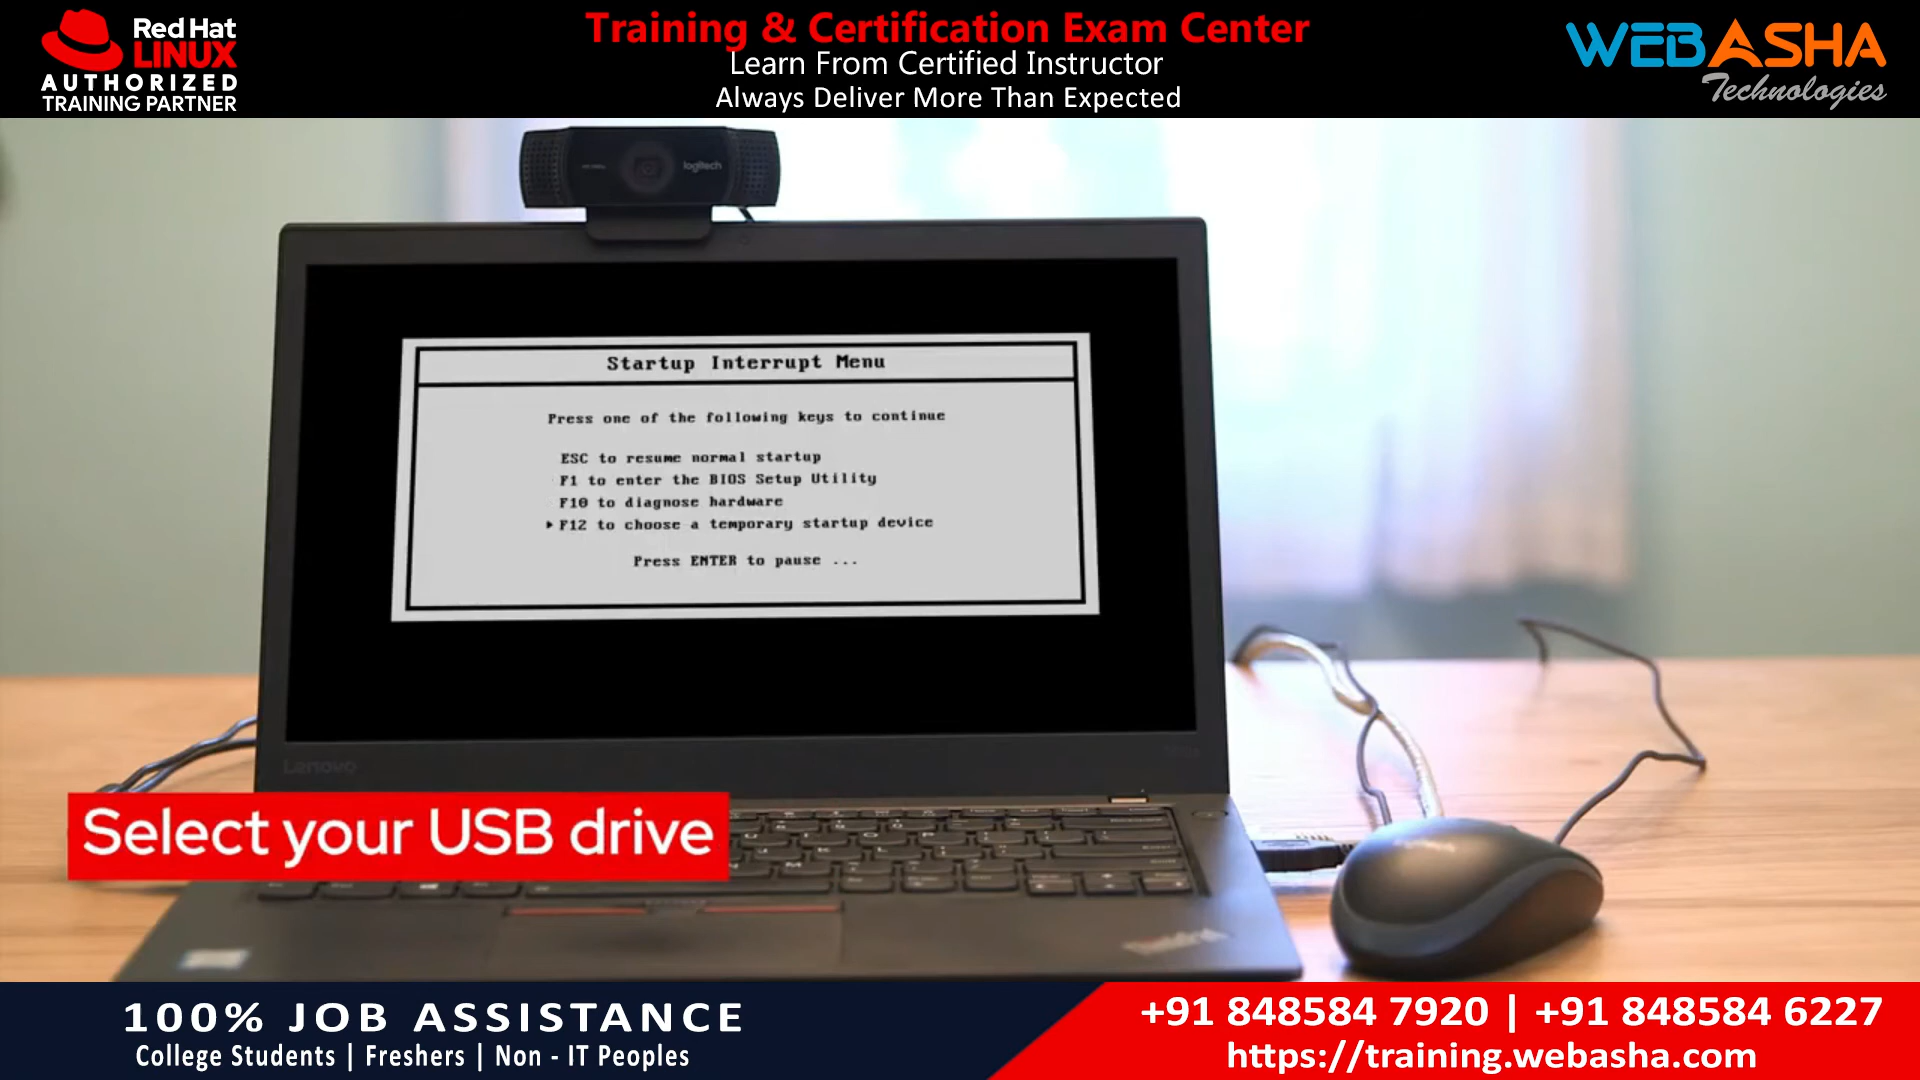 Red Hat
LINUX
AUTHORIZED
TRAINING PARTNER
Training & Certification Exam Center
Learn From Certified Instructor
Always Deliver More Than Expected
WEBASHA
Technologies
logitech
Startup Interrupt Menu
Press one of the following keys to continue
ESC to resume normal startup
F1 to enter the BIOS Setup Utility
F10 to diagnose hardware
F12 to choose a temporary startup device
Press ENTER to pause ...
Lenovo
Select your USB drive
ThinkPad
100% JOB ASSISTANCE
College Students | Freshers | Non - IT Peoples
+91 848584 7920 | +91 848584 6227
https://training.webasha.com